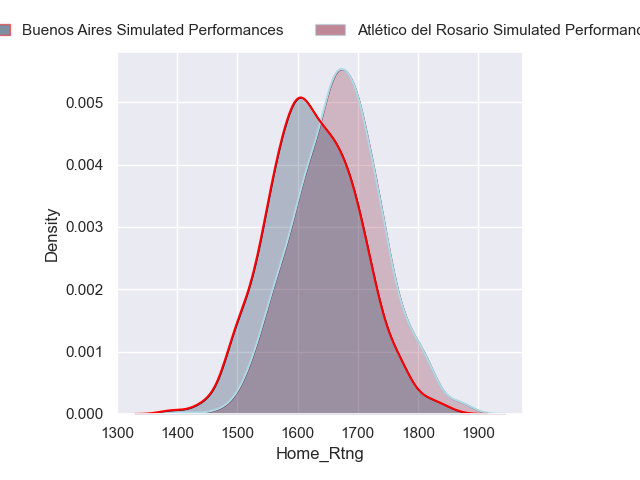 Buenos Aires Simulated Performances
Atlético del Rosario Simulated Performanc
0.005
0.004
0.003
0.002
0.001
0.000
Density
1300 1400 1500 1600 1700 1800 1900
Home_Rtng